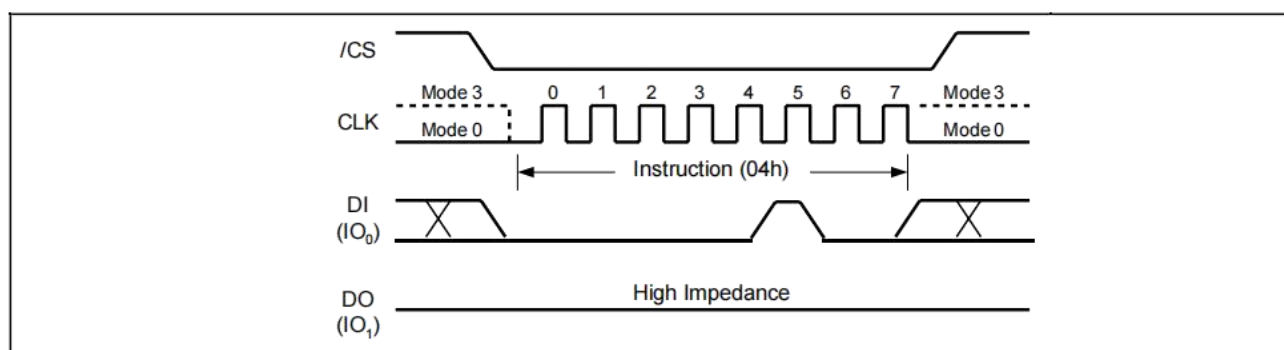 /CS
Mode 3 0 1 2 3 4 5 6 7 Mode 3
CLK
Mode 0 Mode 0
Instruction (04h)
DI
(IO₀)
High Impedance
DO
(IO₁)